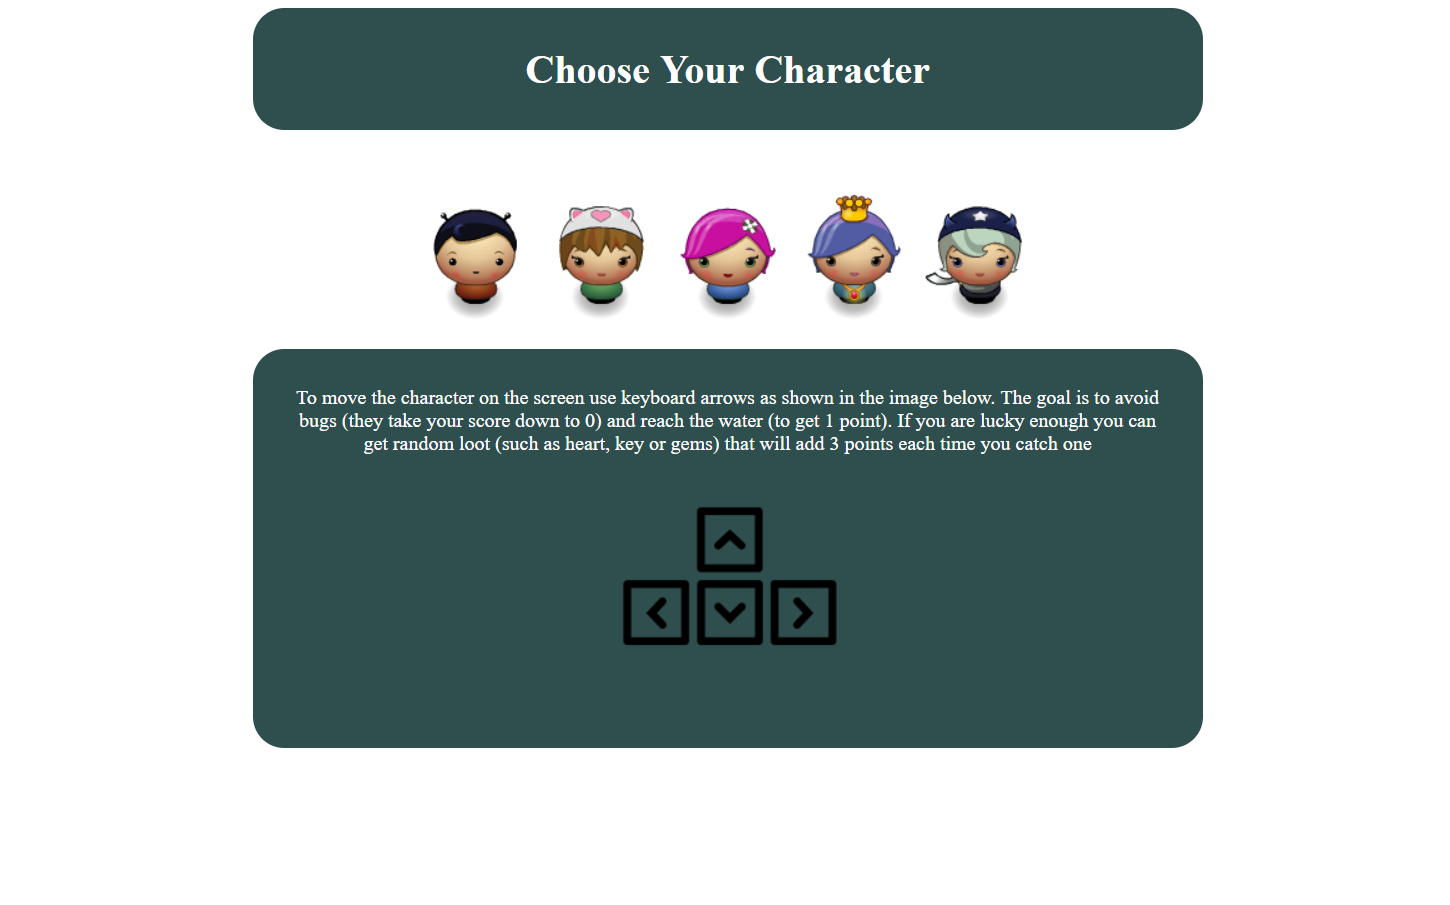 Choose Your Character
To move the character on the screen use keyboard arrows as shown in the image below. The goal is to avoid
bugs (they take your score down to 0) and reach the water (to get 1 point). If you are lucky enough you can
get random loot (such as heart, key or gems) that will add 3 points each time you catch one